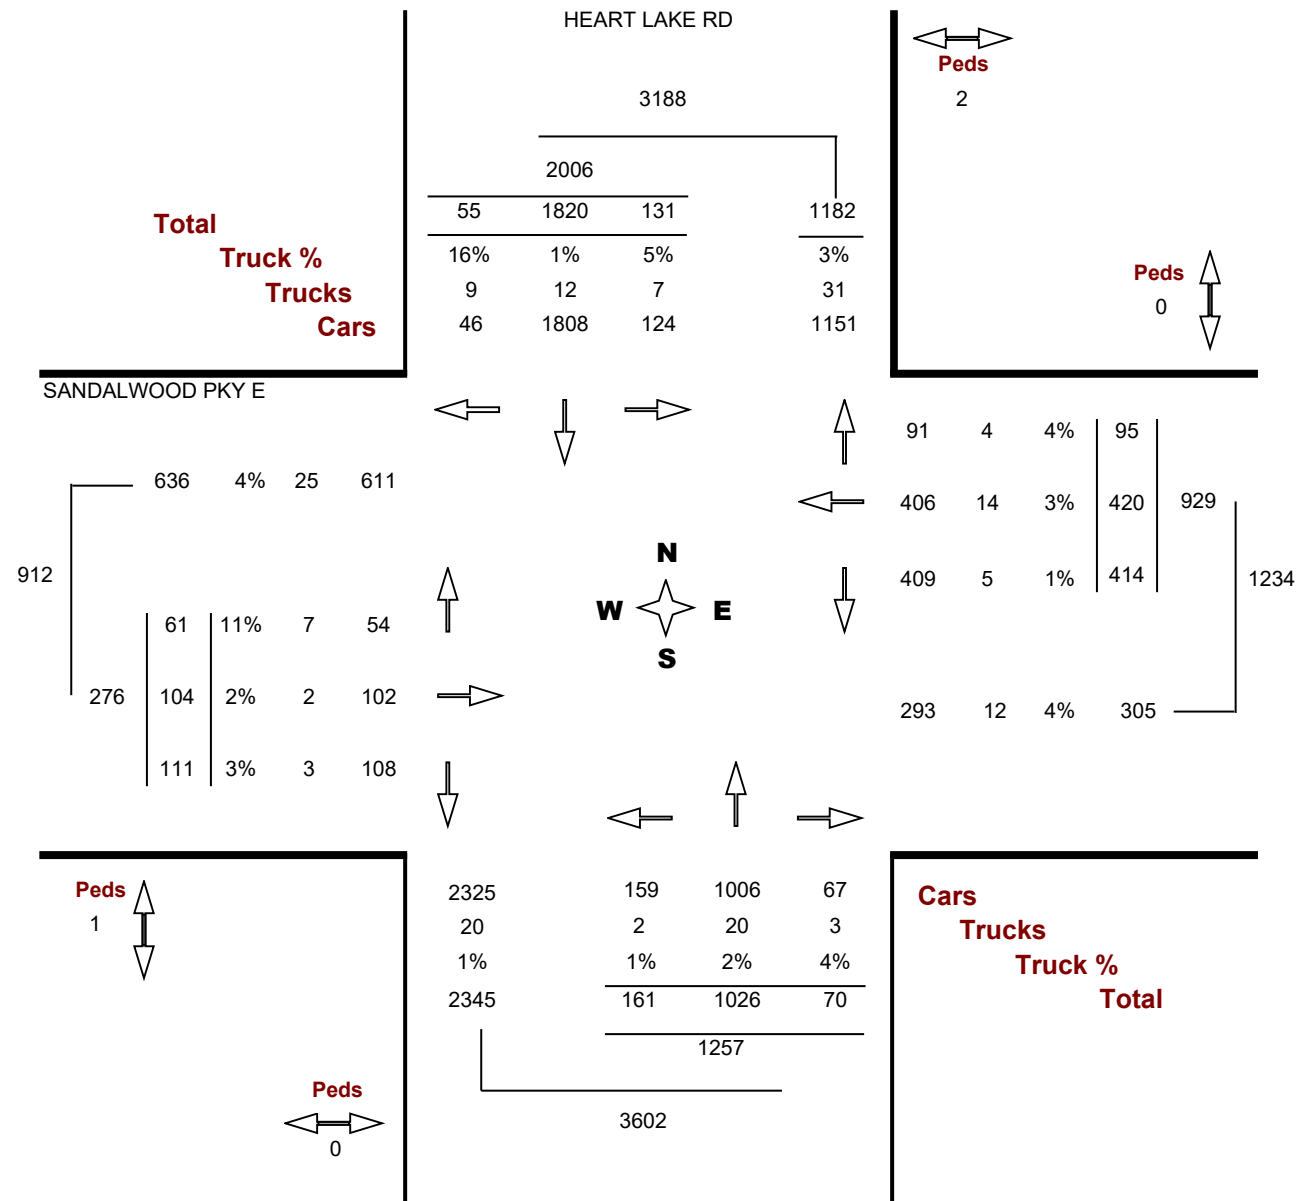 HEART LAKE RD
Peds
2
3188
2006
55 1820 131 1182
Total
Truck %
Trucks
Cars
16% 1% 5% 3%
9 12 7 31
46 1808 124 1151
Peds
0
SANDALWOOD PKY E
91 4 4% 95
636 4% 25 611
406 14 3% 420 929
N
912
409 5 1% 414 1234
W E
61 11% 7 54
S
276 104 2% 2 102
293 12 4% 305
111 3% 3 108
Peds
1
2325 159 1006 67
20 2 20 3
1% 1% 2% 4%
2345 161 1026 70
Cars
Trucks
Truck %
Total
1257
Peds
0
3602